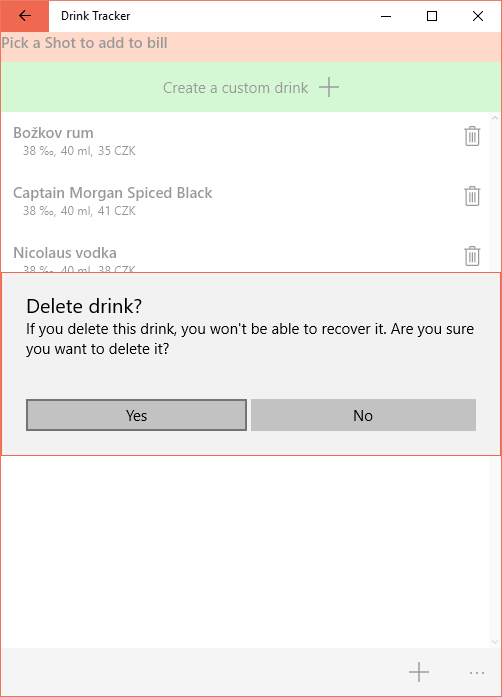 Drink Tracker
Pick a Shot to add to bill
Create a custom drink
Božkov rum
38 ‰, 40 ml, 35 CZK
Captain Morgan Spiced Black
38 ‰, 40 ml, 41 CZK
Nicolaus vodka
38 ‰, 40 ml, 38 CZK
Delete drink?
If you delete this drink, you won't be able to recover it. Are you sure
you want to delete it?
Yes
No